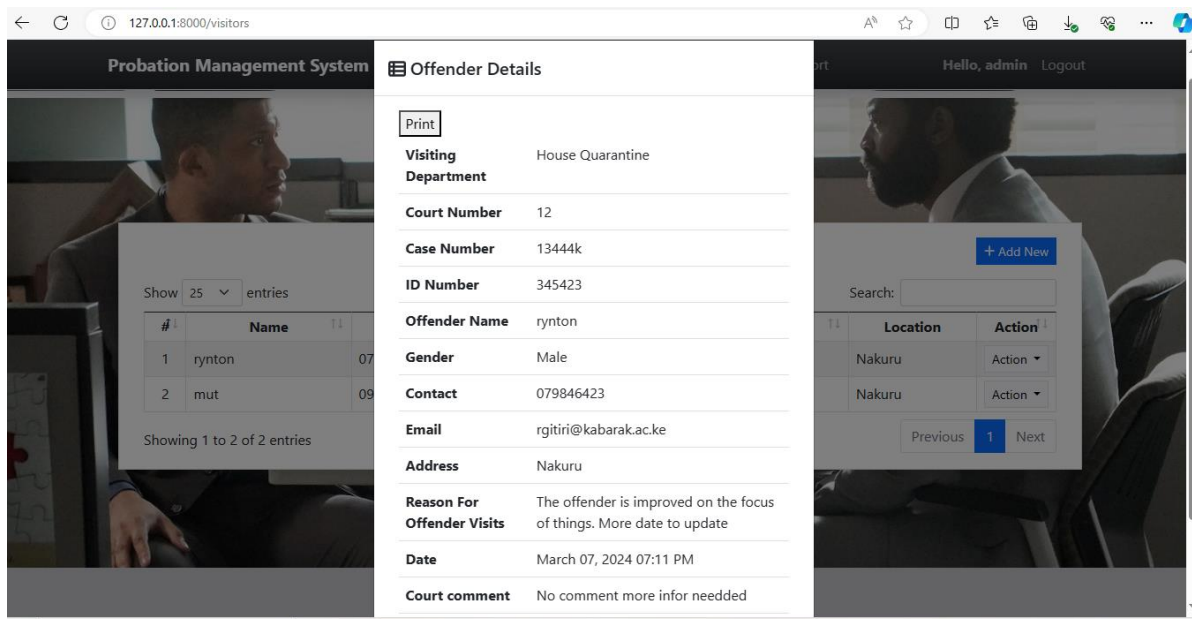 127.0.0.1:8000/visitors
Probation Management System
Offender Details
Hello, admin Logout
Print
Visiting Department House Quarantine
Court Number 12
Case Number 13444k
ID Number 345423
Offender Name rynton
Gender Male
Contact 079846423
Email rgitiri@kabarak.ac.ke
Address Nakuru
Reason For Offender Visits The offender is improved on the focus
of things. More date to update
Date March 07, 2024 07:11 PM
Court comment No comment more infor needded
+ Add New
Show 25 entries
Search:
# Name Location Action
1 rynton 07 Nakuru Action
2 mut 09 Nakuru Action
Showing 1 to 2 of 2 entries
Previous 1 Next